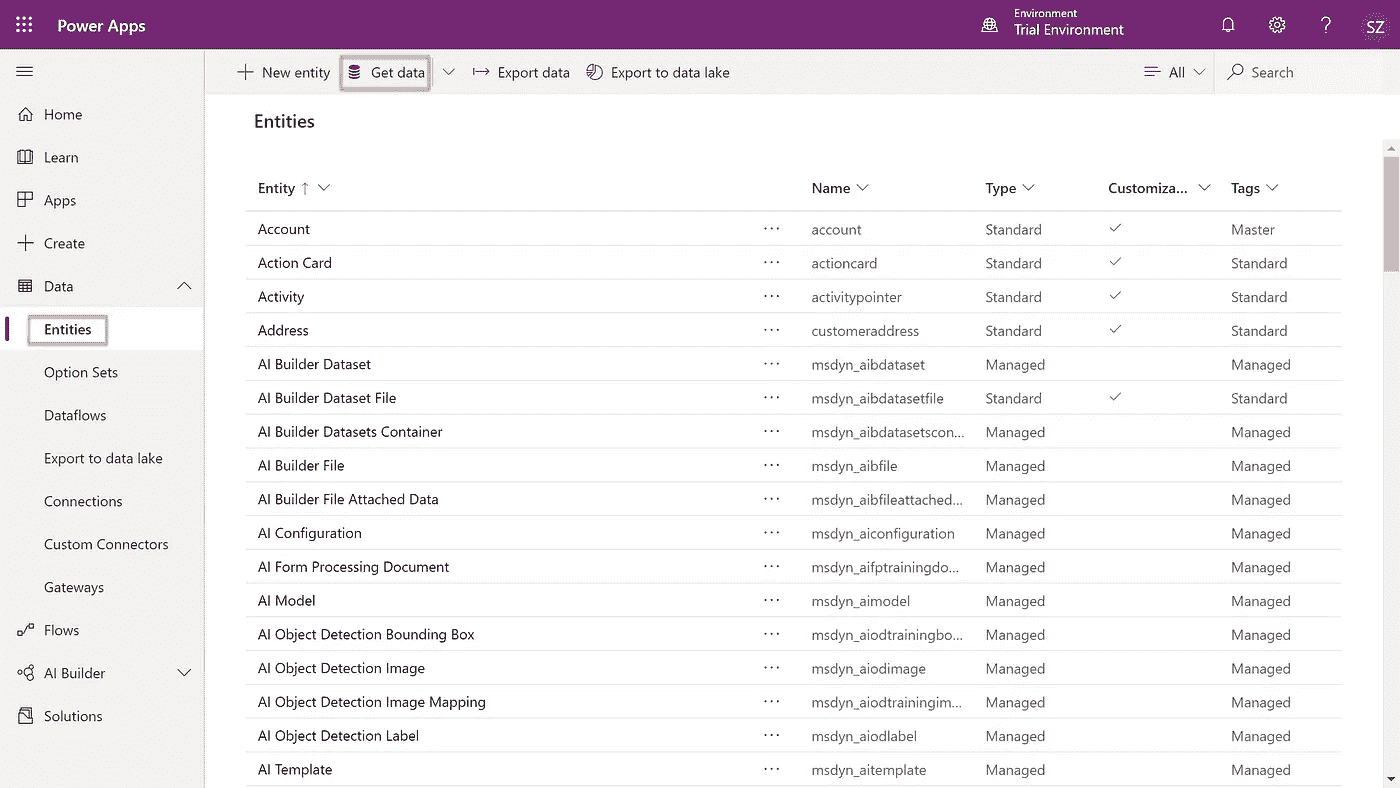 Power Apps
Environment
Trial Environment
?
SZ
New entity
Get data
Export data
Export to data lake
All
Search
Home
Learn
Apps
Create
Data
Entities
Option Sets
Dataflows
Export to data lake
Connections
Custom Connectors
Gateways
Flows
AI Builder
Solutions
Entities
Entity ↑ Name Type Customiza... Tags
Account ... account Standard ✓ Master
Action Card ... actioncard Standard ✓ Standard
Activity ... activitypointer Standard ✓ Standard
Address ... customeraddress Standard ✓ Standard
AI Builder Dataset ... msdyn_aibdataset Managed Managed
AI Builder Dataset File ... msdyn_aibdatasetfile Standard ✓ Standard
AI Builder Datasets Container ... msdyn_aibdatasetscon... Managed Managed
AI Builder File ... msdyn_aibfile Managed Managed
AI Builder File Attached Data ... msdyn_aibfileattached... Managed Managed
AI Configuration ... msdyn_aiconfiguration Managed Managed
AI Form Processing Document ... msdyn_aifptrainingdo... Managed Managed
AI Model ... msdyn_aimodel Managed Managed
AI Object Detection Bounding Box ... msdyn_aiodtrainingbo... Managed Managed
AI Object Detection Image ... msdyn_aiodimage Managed Managed
AI Object Detection Image Mapping ... msdyn_aiodtrainingim... Managed Managed
AI Object Detection Label ... msdyn_aiodlabel Managed Managed
AI Template ... msdyn_aitemplate Managed Managed